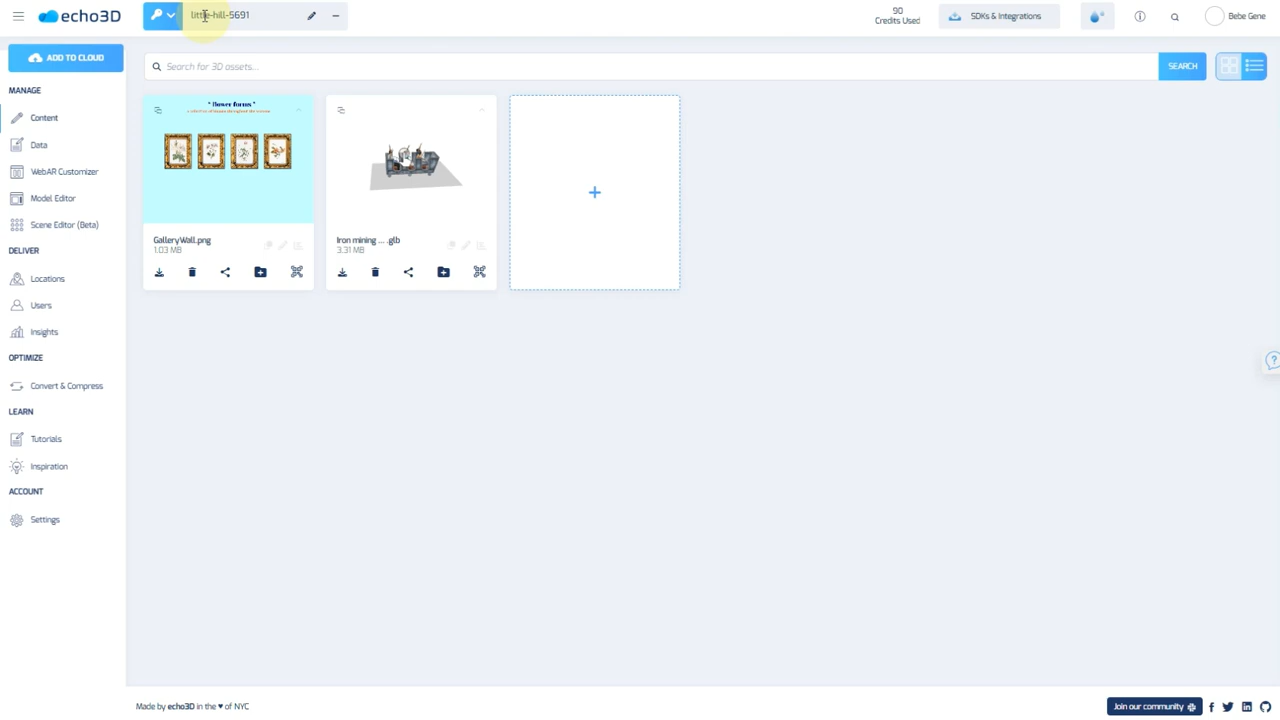 echo3D
little-hill-5691
90
Credits Used
SDKs & Integrations
Bebe Gene
ADD TO CLOUD
Search for 3D assets...
SEARCH
MANAGE
Content
Data
WebAR Customizer
Model Editor
Scene Editor (Beta)
DELIVER
Locations
Users
Insights
OPTIMIZE
Convert & Compress
LEARN
Tutorials
Inspiration
ACCOUNT
Settings
* flower forms *
GalleryWall.png
1.03 MB
Iron mining ... .glb
3.31 MB
Made by echo3D in the ♥ of NYC
Join our community